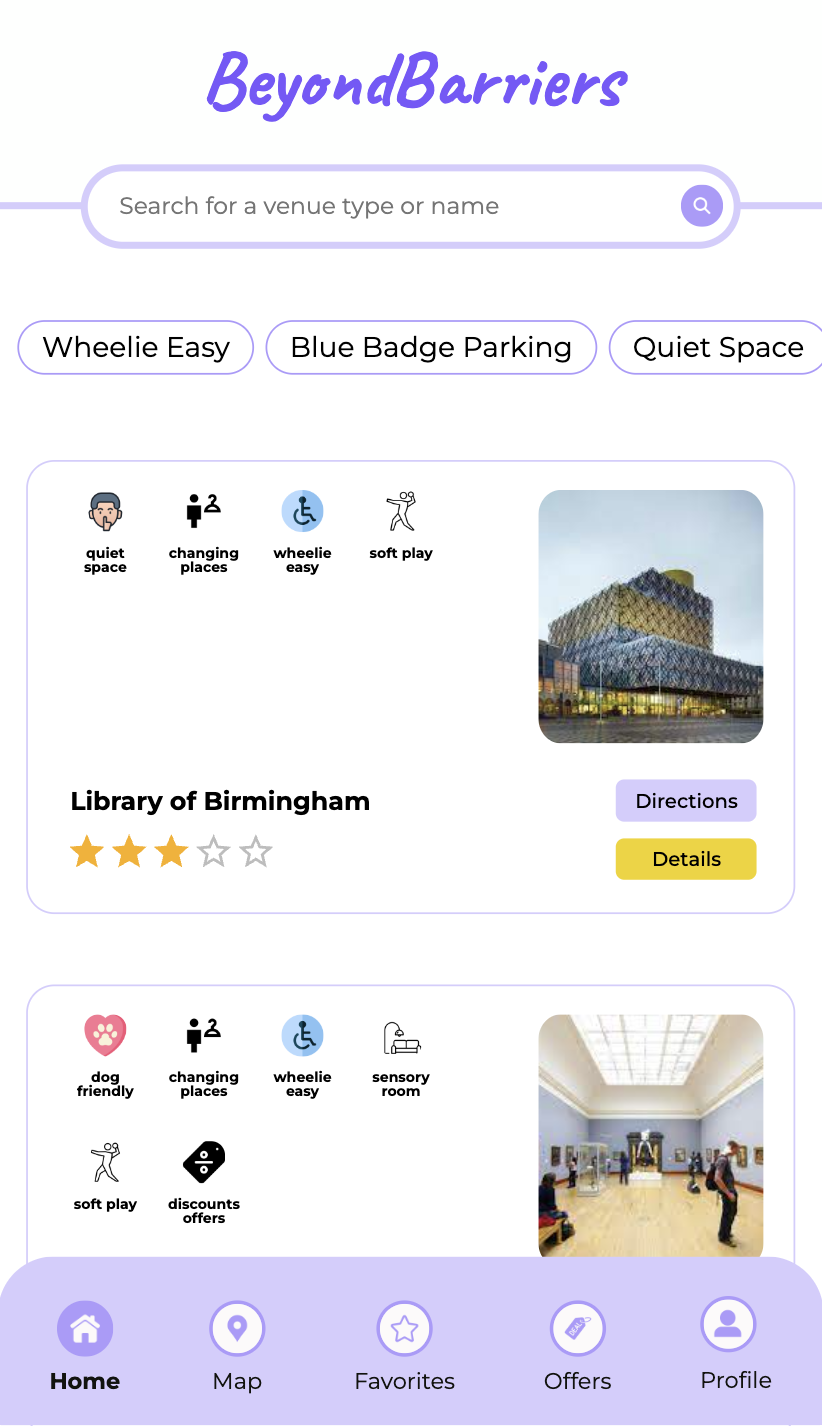 BeyondBarriers
Search for a venue type or name
Wheelie Easy
Blue Badge Parking
Quiet Space
quiet
space
changing
places
wheelie
easy
soft play
Library of Birmingham
Directions
Details
dog
friendly
changing
places
wheelie
easy
sensory
room
soft play
discounts
offers
DEALS
Home
Map
Favorites
Offers
Profile